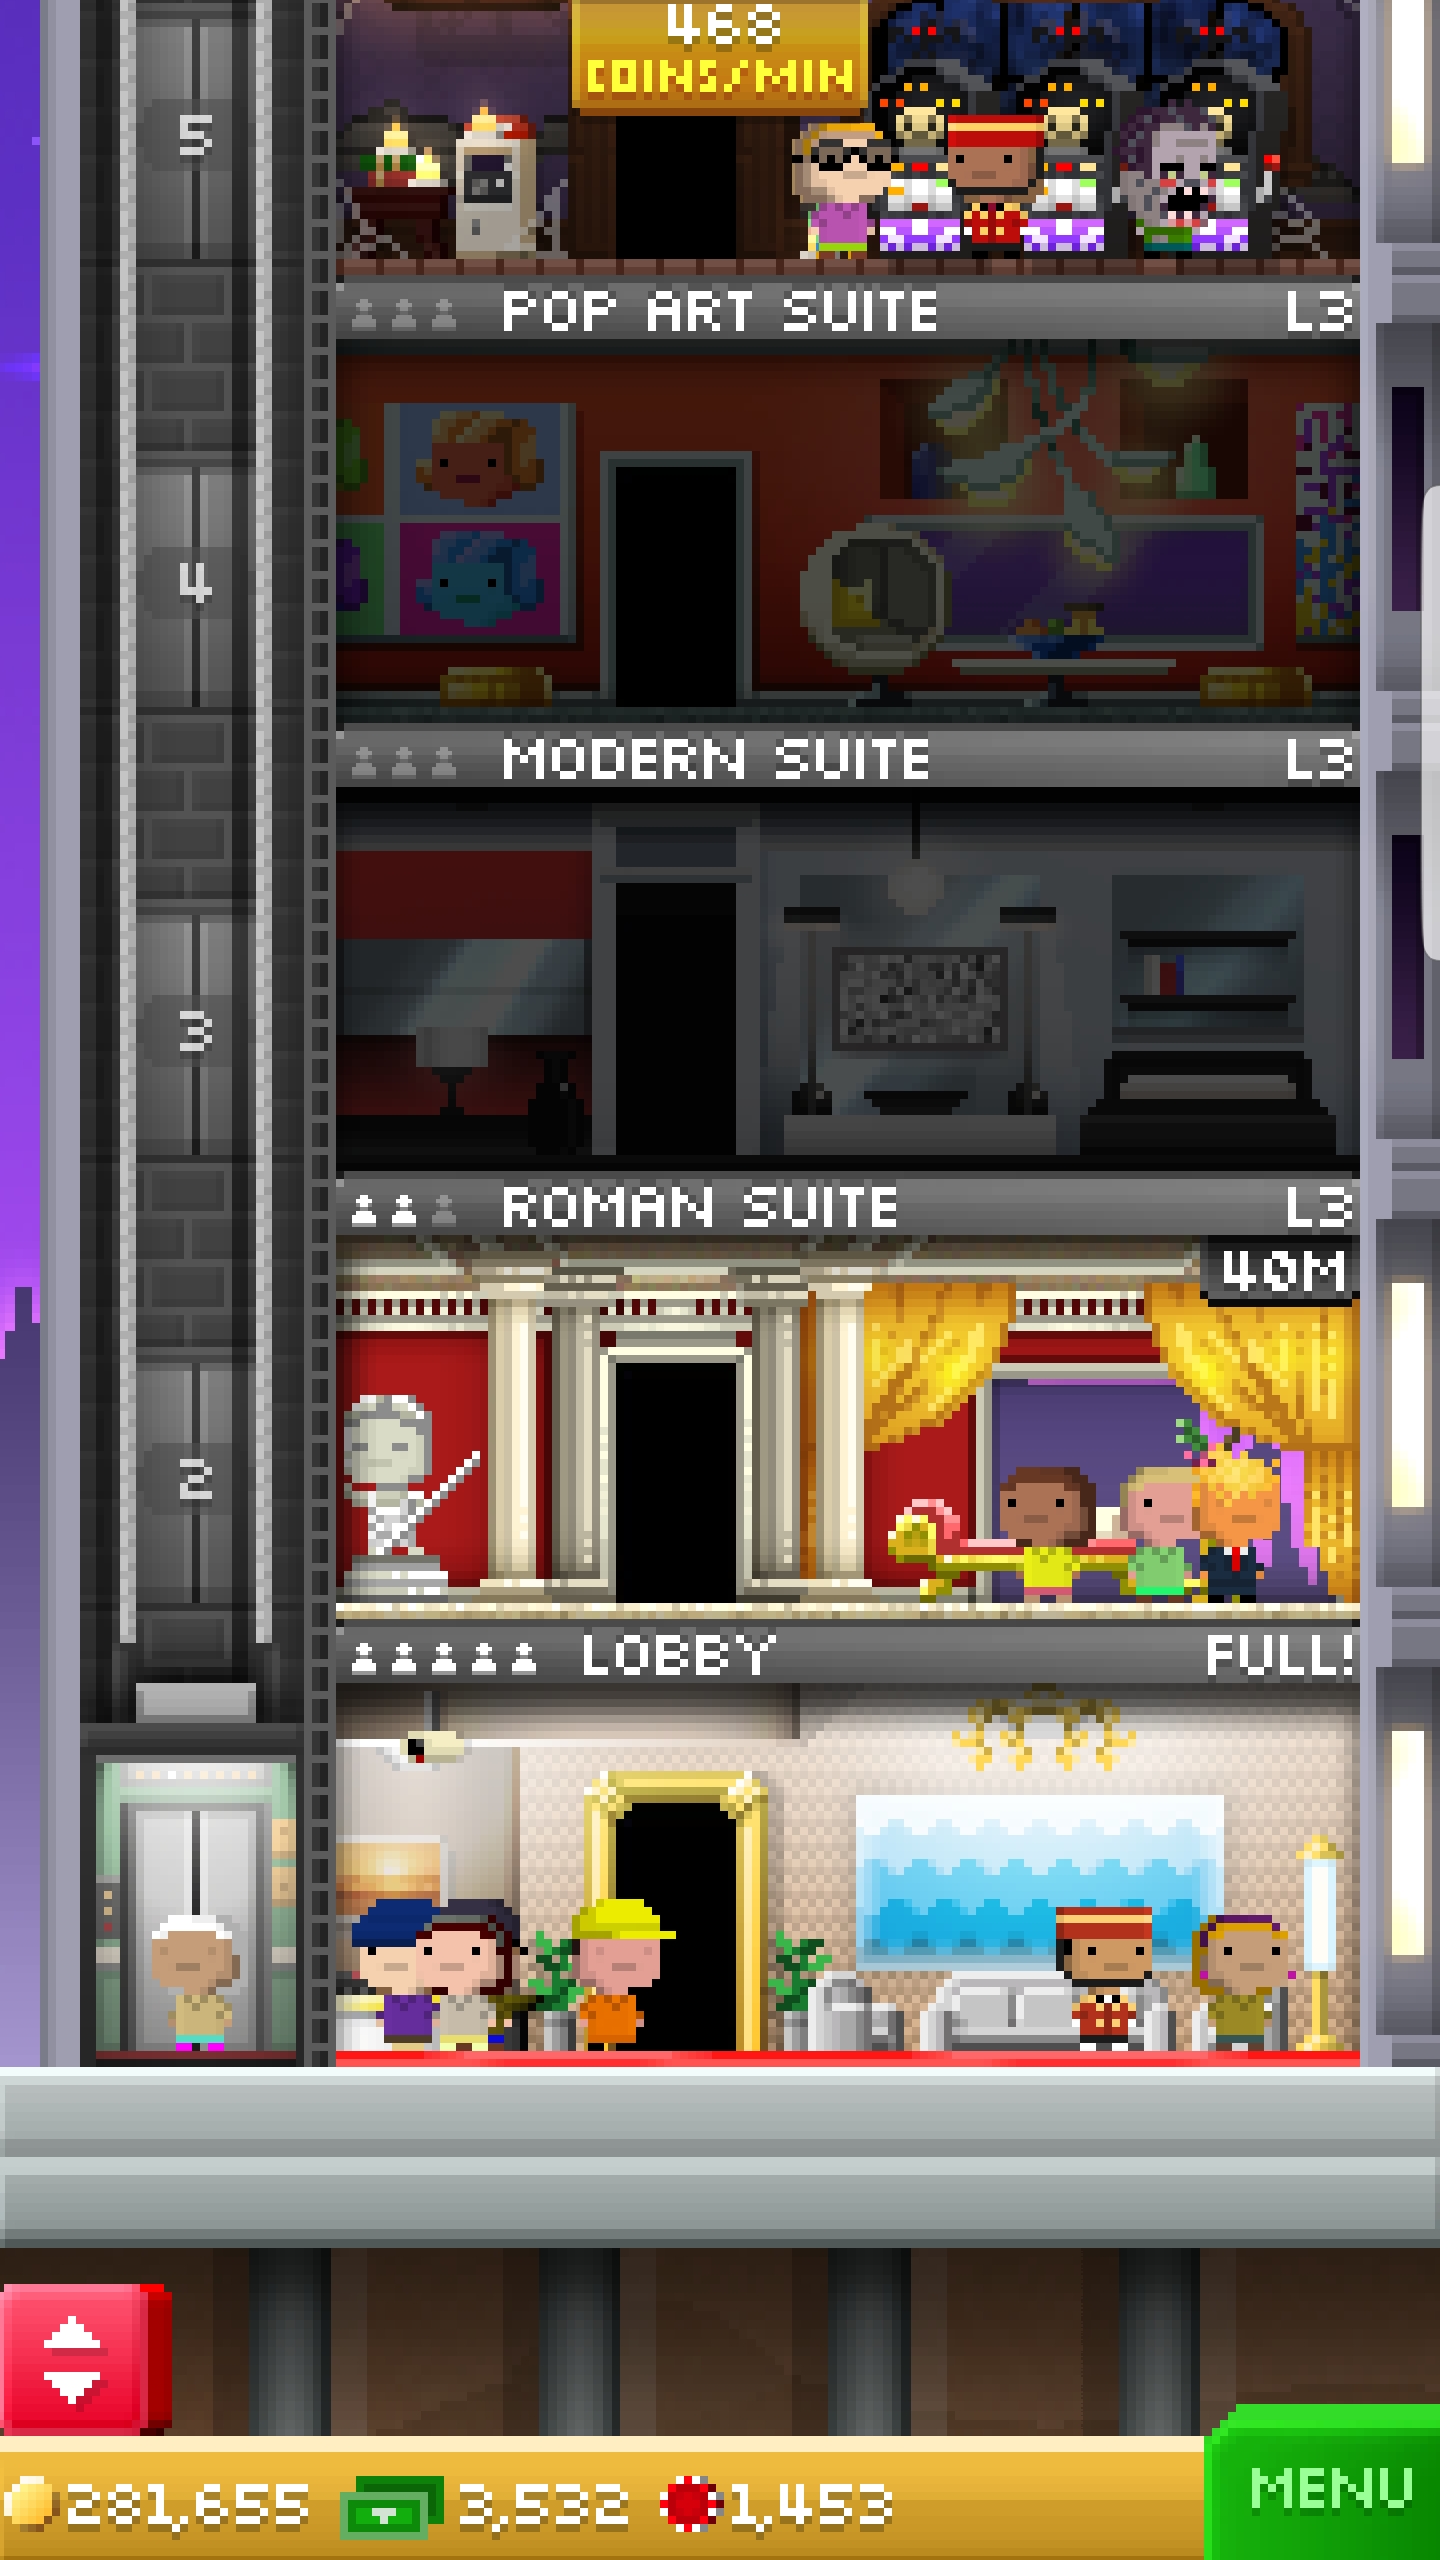 468
COINS/MIN
5
POP ART SUITE L3
4
MODERN SUITE L3
3
ROMAN SUITE L3
40M
2
LOBBY FULL!
281,655 3,532 1,453
MENU